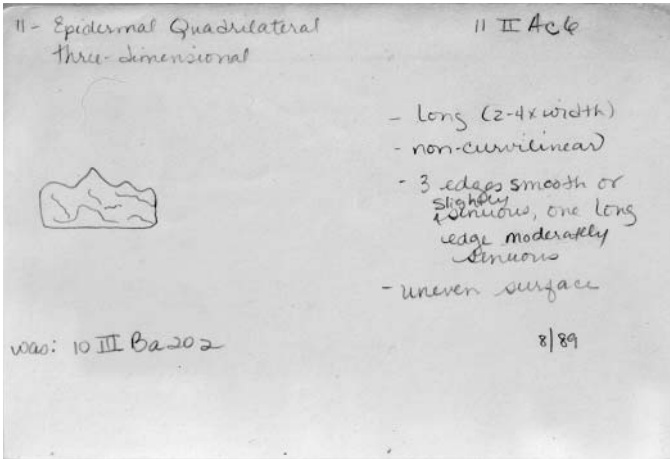 11 - Epidermal Quadrilateral
three-dimensional
11 II Ac6
- long (2-4x width)
- non-curvilinear
- 3 edges smooth or
slightly
sinuous, one long
edge moderately
sinuous
- uneven surface
was: 10 III Ba202
8/89